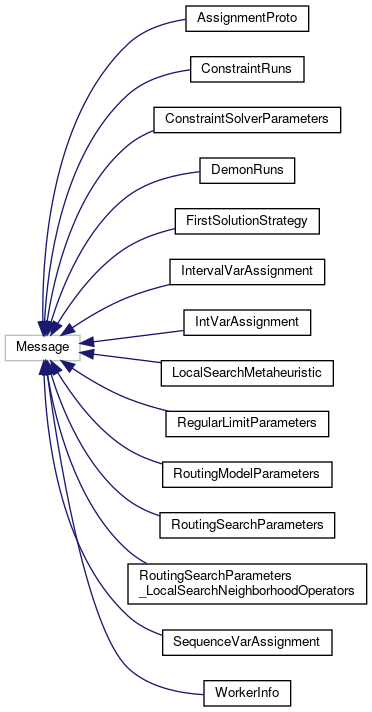 AssignmentProto
ConstraintRuns
ConstraintSolverParameters
DemonRuns
FirstSolutionStrategy
IntervalVarAssignment
IntVarAssignment
Message
LocalSearchMetaheuristic
RegularLimitParameters
RoutingModelParameters
RoutingSearchParameters
RoutingSearchParameters
_LocalSearchNeighborhoodOperators
SequenceVarAssignment
WorkerInfo